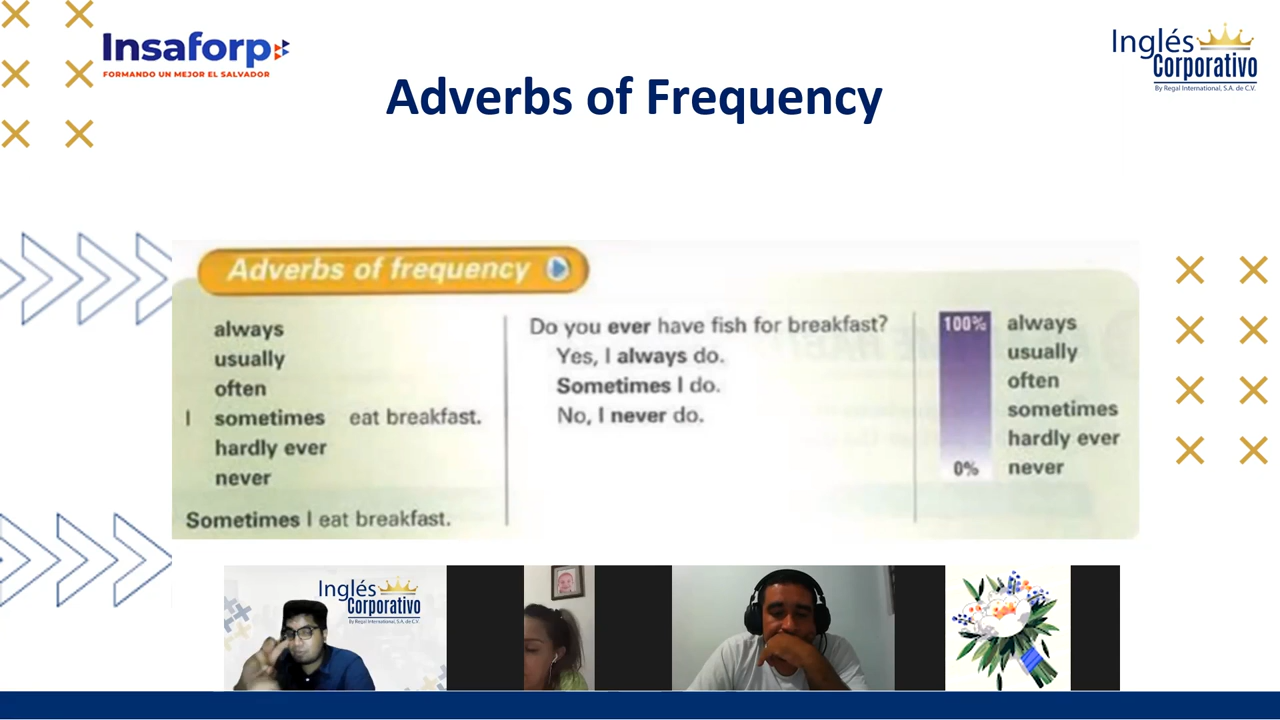 Insaforp
FORMANDO UN MEJOR EL SALVADOR
Inglés
Corporativo
By Regal International, S.A. de C.V.
Adverbs of Frequency
Adverbs of frequency
always
usually
often
I sometimes eat breakfast.
hardly ever
never
Sometimes I eat breakfast.
Do you ever have fish for breakfast?
Yes, I always do.
Sometimes I do.
No, I never do.
100% always
usually
often
sometimes
hardly ever
0% never
Inglés
Corporativo
By Regal International, S.A. de C.V.